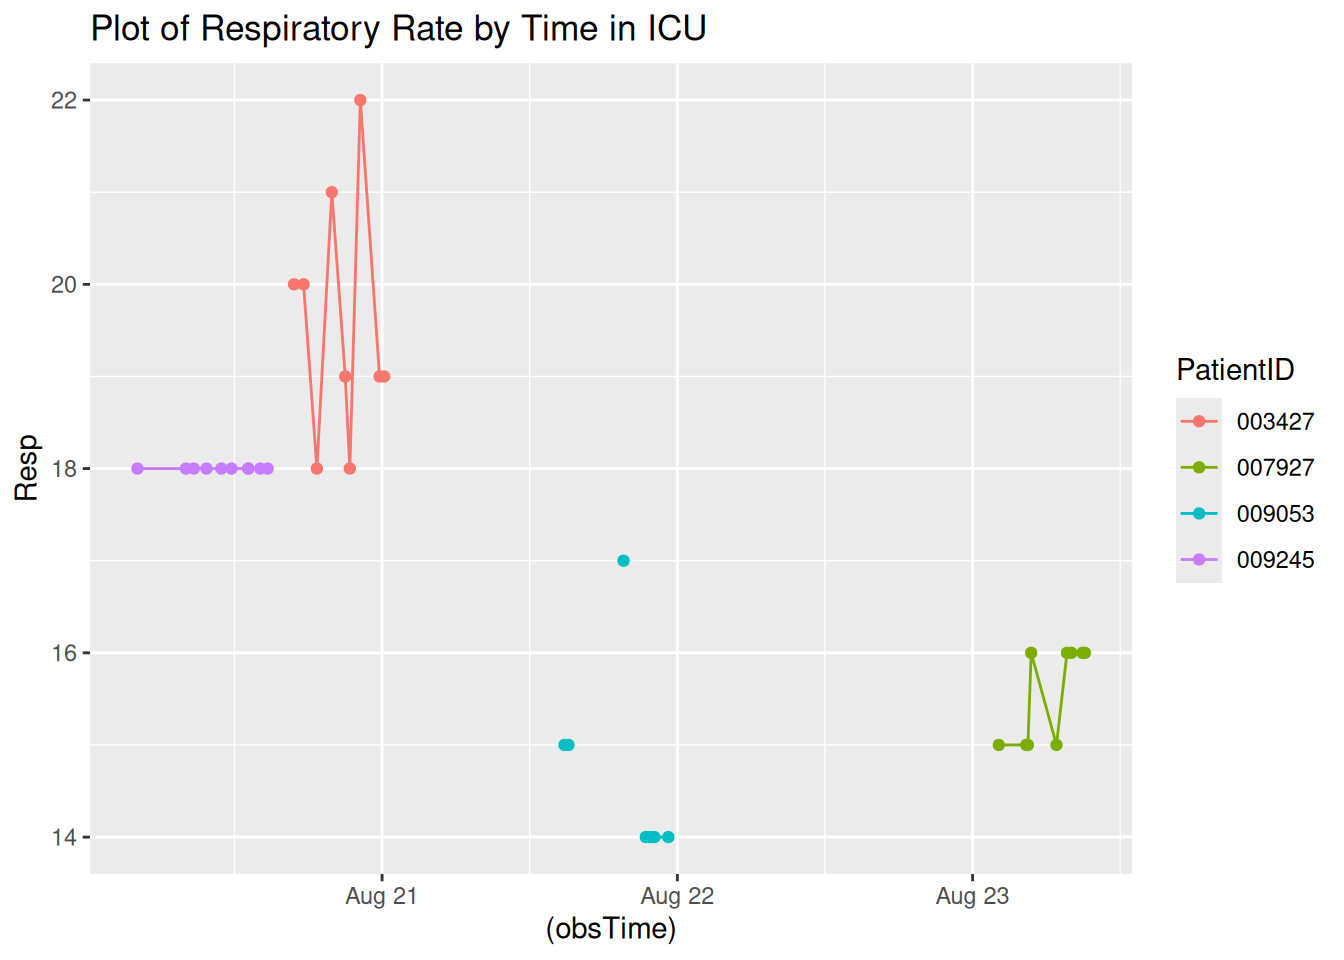 Plot of Respiratory Rate by Time in ICU
22
20
18
16
14
Resp
Aug 21
Aug 22
Aug 23
(obsTime)
PatientID
003427
007927
009053
009245